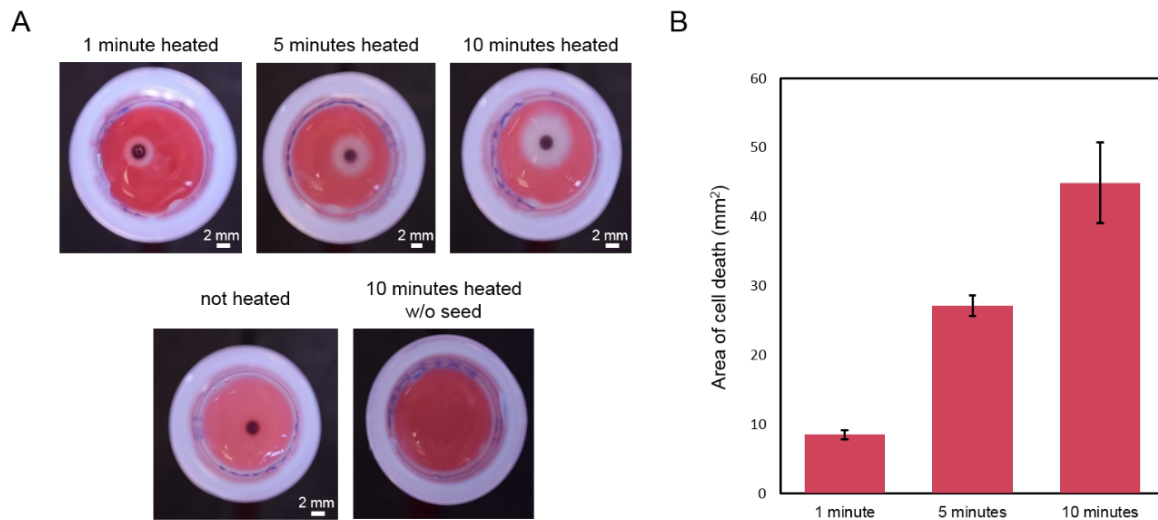 A
1 minute heated
5 minutes heated
10 minutes heated
2 mm
2 mm
2 mm
not heated
10 minutes heated
w/o seed
2 mm
2 mm
B
Area of cell death (mm²)
60
50
40
30
20
10
0
1 minute
5 minutes
10 minutes